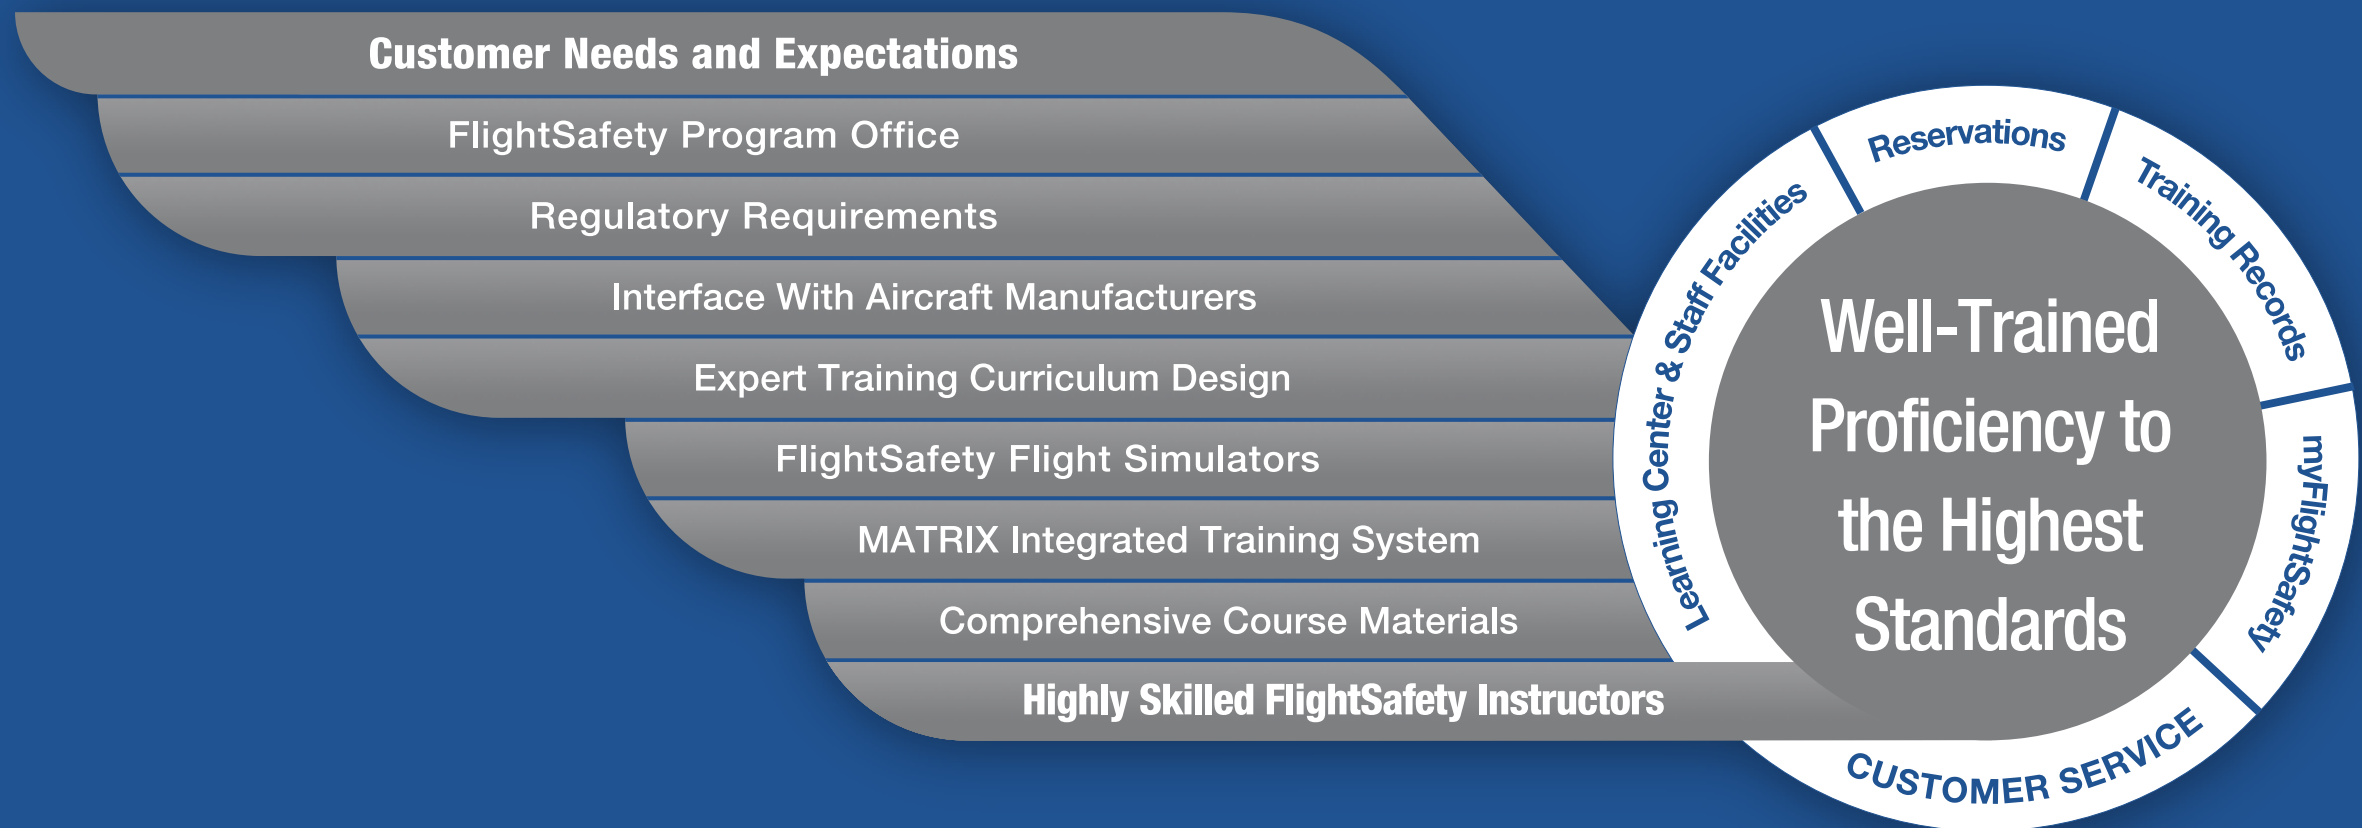 Customer Needs and Expectations
FlightSafety Program Office
Regulatory Requirements
Interface With Aircraft Manufacturers
Expert Training Curriculum Design
FlightSafety Flight Simulators
MATRIX Integrated Training System
Comprehensive Course Materials
Highly Skilled FlightSafety Instructors
Learning Center & Staff Facilities
Reservations
Training Records
myFlightSafety
CUSTOMER SERVICE
Well-Trained
Proficiency to
the Highest
Standards